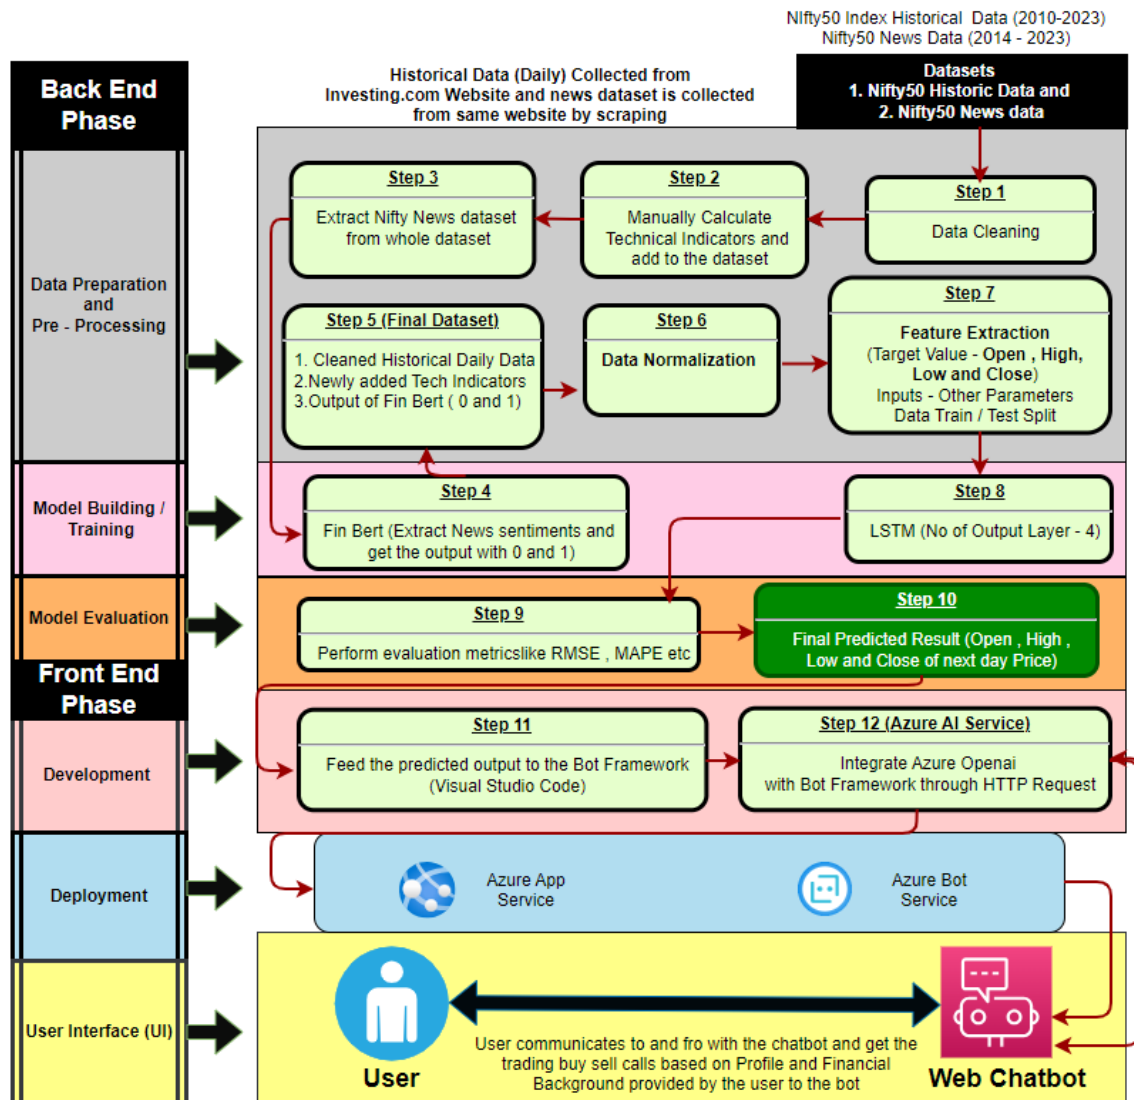 NIfty50 Index Historical Data (2010-2023)
Nifty50 News Data (2014 - 2023)
Back End
Phase
Historical Data (Daily) Collected from
Investing.com Website and news dataset is collected
from same website by scraping
Datasets
1. Nifty50 Historic Data and
2. Nifty50 News data
Data Preparation
and
Pre - Processing
Step 3
Extract Nifty News dataset
from whole dataset
Step 2
Manually Calculate
Technical Indicators and
add to the dataset
Step 1
Data Cleaning
Step 5 (Final Dataset)
1. Cleaned Historical Daily Data
2.Newly added Tech Indicators
3.Output of Fin Bert ( 0 and 1)
Step 6
Data Normalization
Step 7
Feature Extraction
(Target Value - Open , High,
Low and Close)
Inputs - Other Parameters
Data Train / Test Split
Model Building /
Training
Step 4
Fin Bert (Extract News sentiments and
get the output with 0 and 1)
Step 8
LSTM (No of Output Layer - 4)
Model Evaluation
Step 9
Perform evaluation metricslike RMSE , MAPE etc
Step 10
Final Predicted Result (Open , High ,
Low and Close of next day Price)
Front End
Phase
Development
Step 11
Feed the predicted output to the Bot Framework
(Visual Studio Code)
Step 12 (Azure AI Service)
Integrate Azure Openai
with Bot Framework through HTTP Request
Deployment
Azure App
Service
Azure Bot
Service
User Interface (UI)
User communicates to and fro with the chatbot and get the
trading buy sell calls based on Profile and Financial
Background provided by the user to the bot
User
Web Chatbot